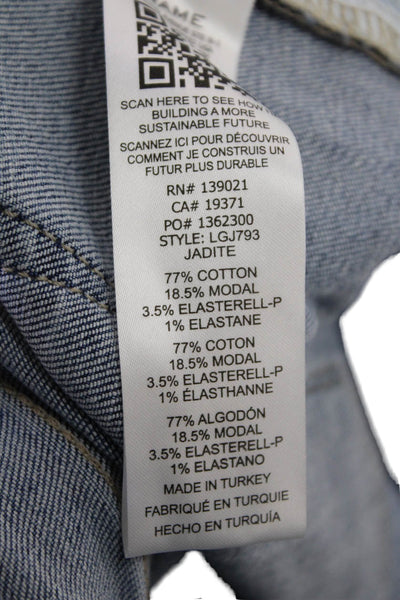 SCAN HERE TO SEE HOW
BUILDING A MORE
SUSTAINABLE FUTURE
SCANNEZ ICI POUR DÉCOUVRIR
COMMENT JE CONSTRUIS UN
FUTUR PLUS DURABLE
RN# 139021
CA# 19371
PO# 1362300
STYLE: LGJ793
JADITE
77% COTTON
18.5% MODAL
3.5% ELASTERELL-P
1% ELASTANE
77% COTON
18.5% MODAL
3.5% ELASERELL-P
1% ÉLASTHANNE
77% ALGODÓN
18.5% MODAL
3.5% ELASTERELL-P
1% ELASTANO
MADE IN TURKEY
FABRIQUÉ EN TURQUIE
HECHO EN TURQUÍA